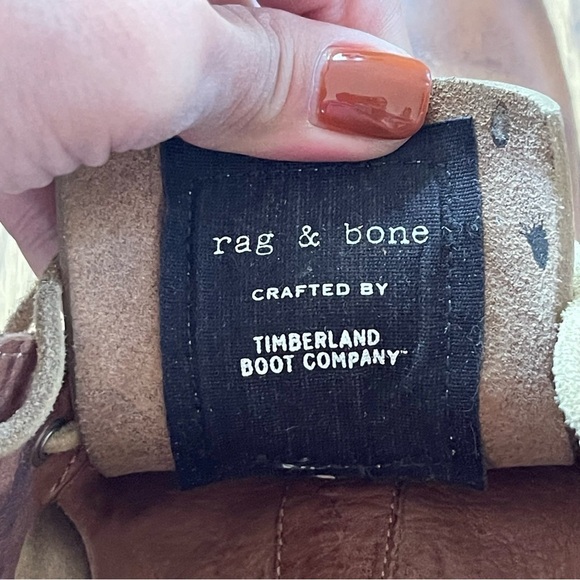 rag & bone
CRAFTED BY
TIMBERLAND
BOOT COMPANY™